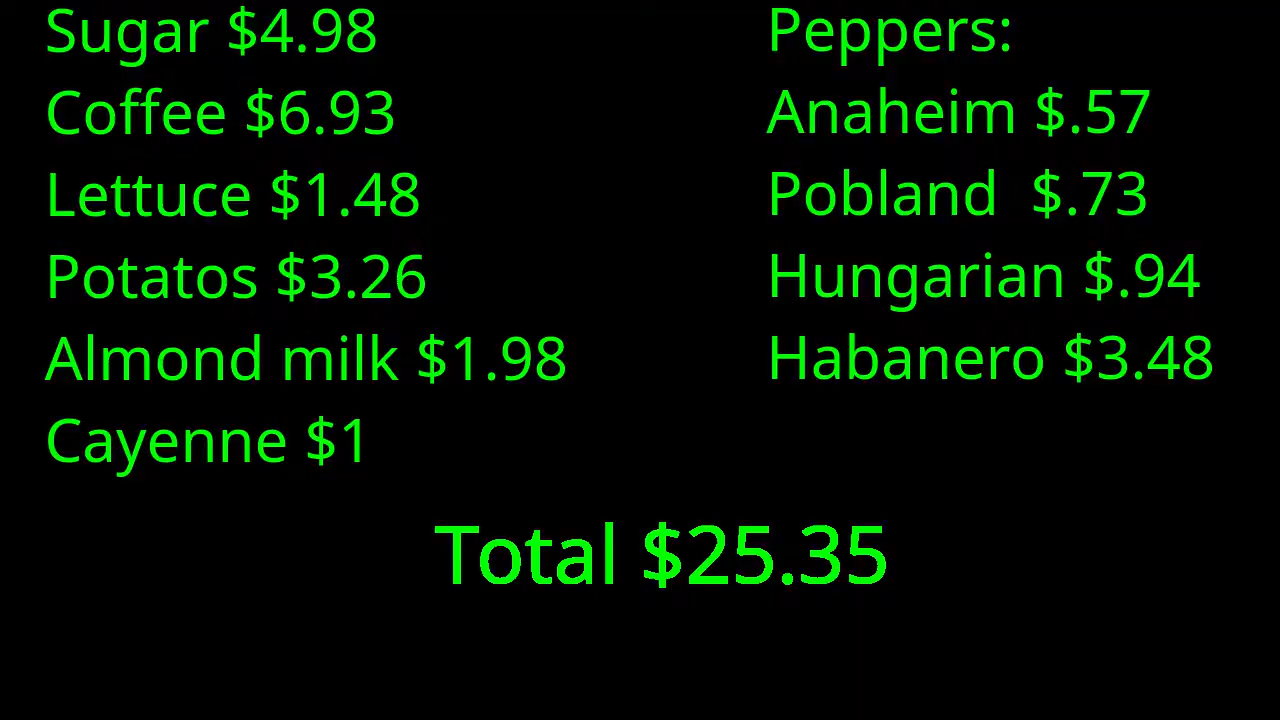 Sugar $4.98
Coffee $6.93
Lettuce $1.48
Potatos $3.26
Almond milk $1.98
Cayenne $1
Peppers:
Anaheim $.57
Pobland  $.73
Hungarian $.94
Habanero $3.48
Total $25.35